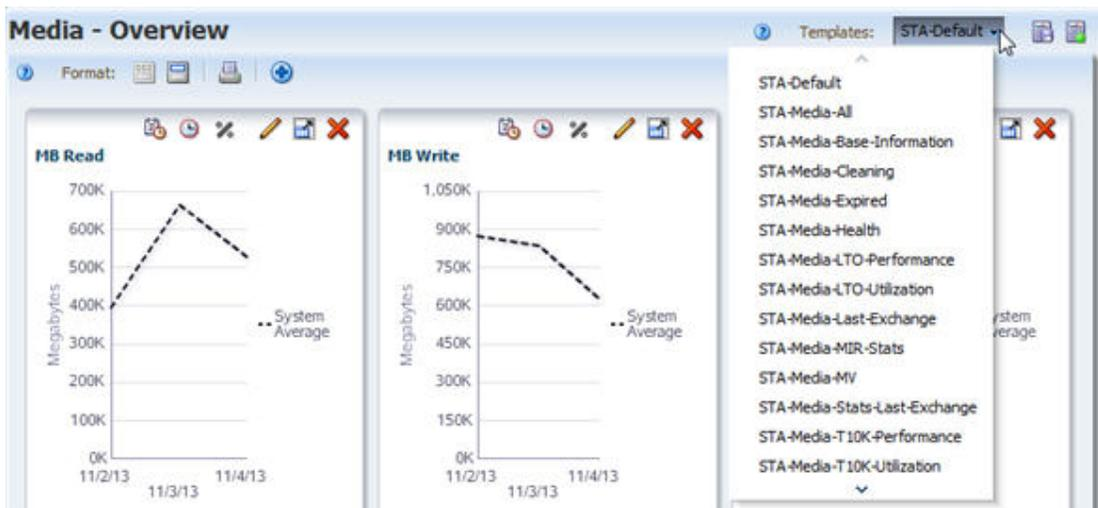 Media - Overview
Templates: STA-Default
Format:
MB Read
700K
600K
500K
400K
300K
200K
100K
0K
Megabytes
11/2/13
11/3/13
11/4/13
System
Average
MB Write
1,050K
900K
750K
600K
450K
300K
150K
0K
Megabytes
11/2/13
11/3/13
11/4/13
System
Average
STA-Default
STA-Media-All
STA-Media-Base-Information
STA-Media-Cleaning
STA-Media-Expired
STA-Media-Health
STA-Media-LTO-Performance
STA-Media-LTO-Utilization
STA-Media-Last-Exchange
STA-Media-MIR-Stats
STA-Media-MV
STA-Media-Stats-Last-Exchange
STA-Media-T10K-Performance
STA-Media-T10K-Utilization